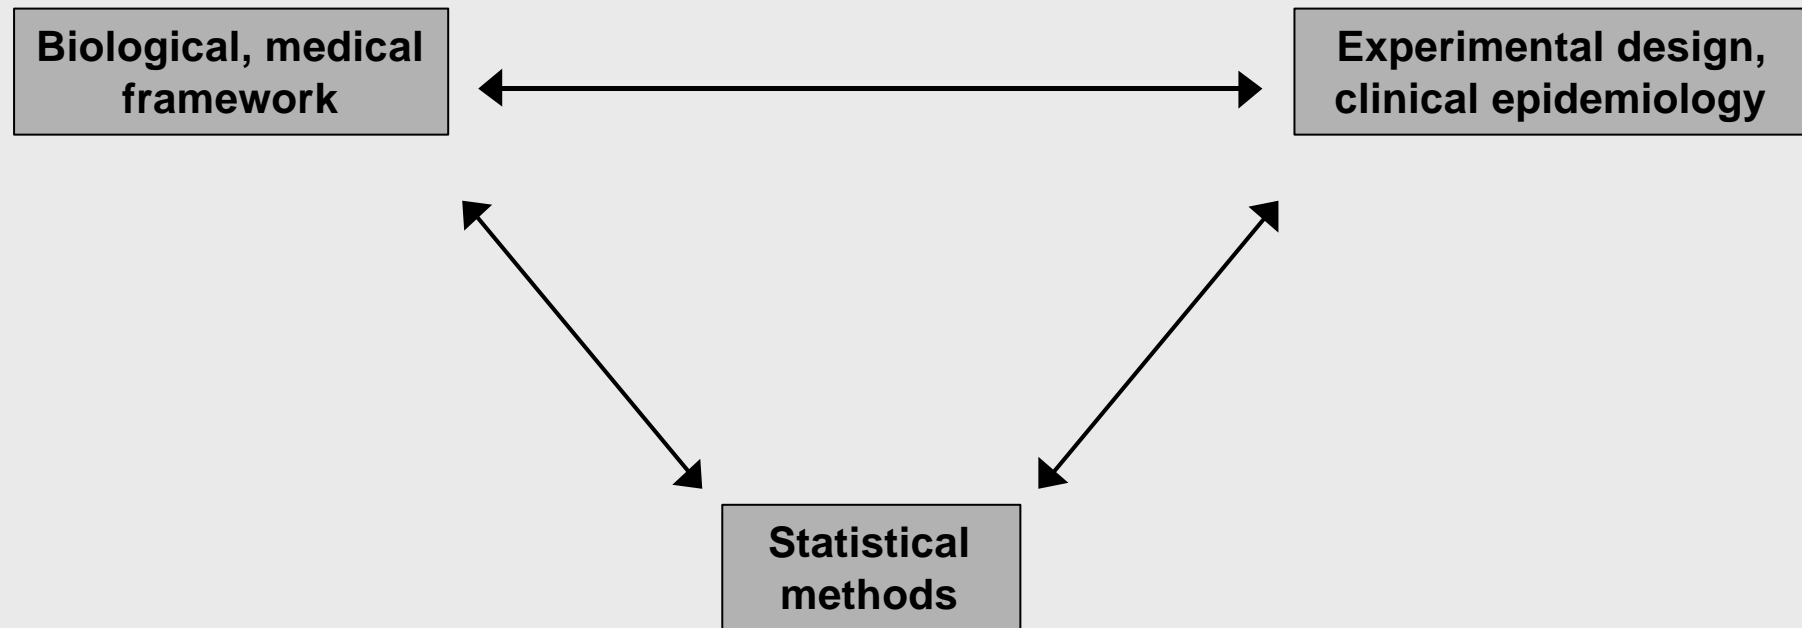 Biological, medical
framework
Experimental design,
clinical epidemiology
Statistical
methods